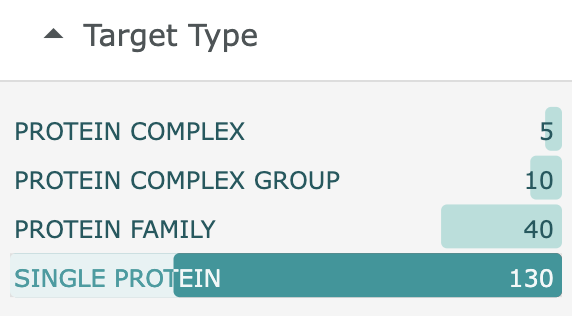 Target Type
PROTEIN COMPLEX 5
PROTEIN COMPLEX GROUP 10
PROTEIN FAMILY 40
SINGLE PROTEIN 130